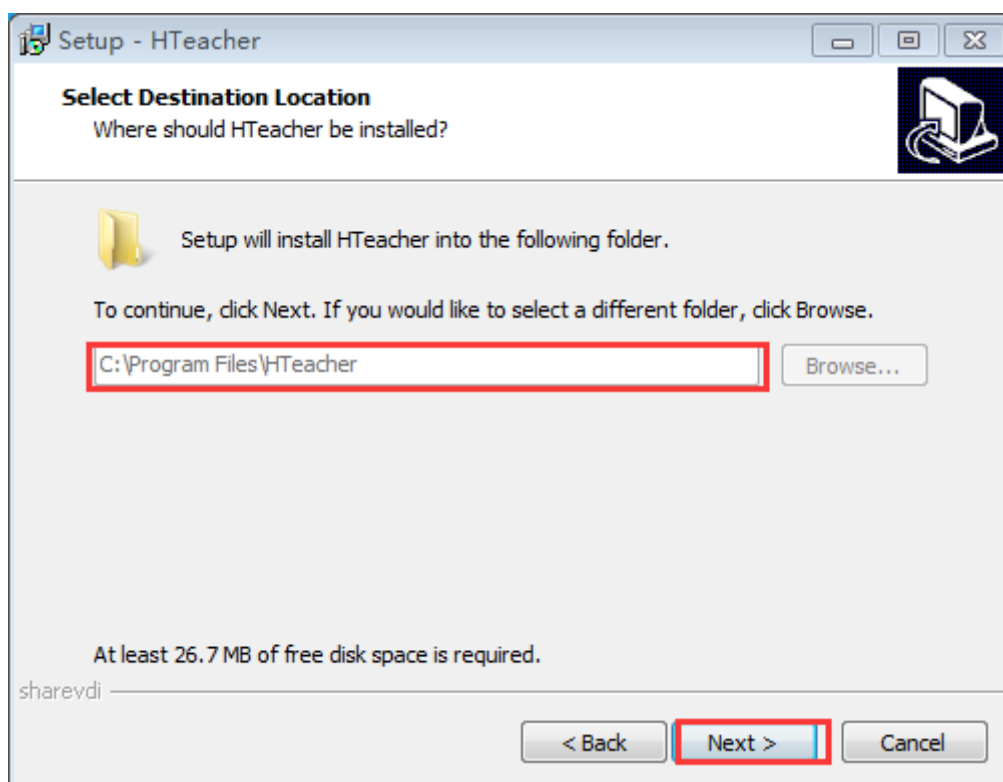 Setup - HTeacher
Select Destination Location
Where should HTeacher be installed?
Setup will install HTeacher into the following folder.
To continue, click Next. If you would like to select a different folder, click Browse.
C:\Program Files\HTeacher
Browse...
At least 26.7 MB of free disk space is required.
sharevdi
< Back
Next >
Cancel